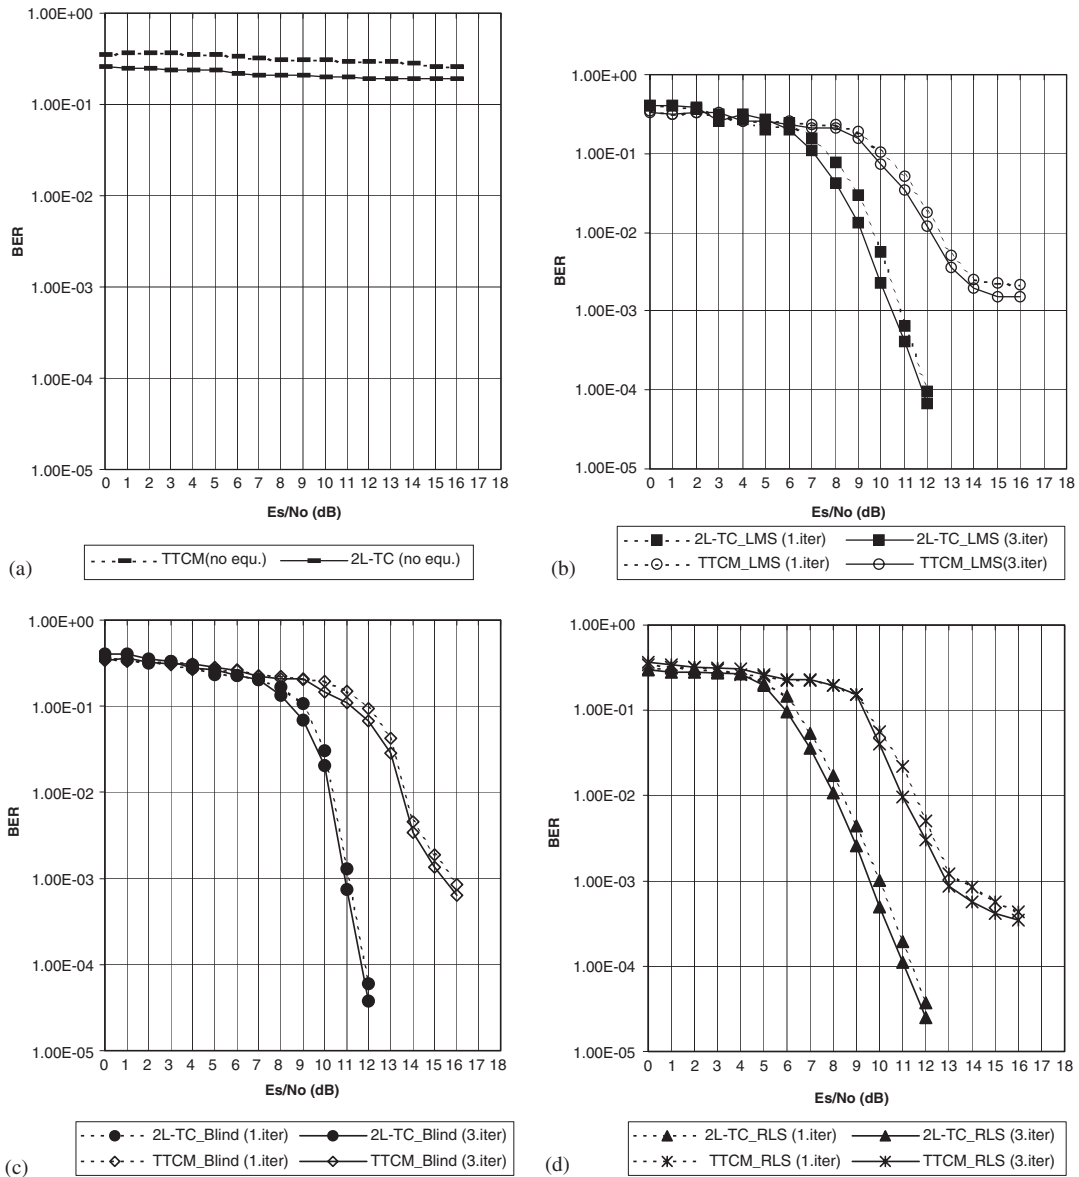 1.00E+00
1.00E-01
1.00E-02
1.00E-03
1.00E-04
1.00E-05
BER
0 1 2 3 4 5 6 7 8 9 10 11 12 13 14 15 16 17 18
Es/No (dB)
TTCM(no equ.) 2L-TC (no equ.)
(a)
1.00E+00
1.00E-01
1.00E-02
1.00E-03
1.00E-04
1.00E-05
BER
0 1 2 3 4 5 6 7 8 9 10 11 12 13 14 15 16 17 18
Es/No (dB)
2L-TC_LMS (1.iter) 2L-TC_LMS (3.iter)
TTCM_LMS (1.iter) TTCM_LMS(3.iter)
(b)
1.00E+00
1.00E-01
1.00E-02
1.00E-03
1.00E-04
1.00E-05
BER
0 1 2 3 4 5 6 7 8 9 10 11 12 13 14 15 16 17 18
Es/No (dB)
2L-TC_Blind (1.iter) 2L-TC_Blind (3.iter)
TTCM_Blind (1.iter) TTCM_Blind (3.iter)
(c)
1.00E+00
1.00E-01
1.00E-02
1.00E-03
1.00E-04
1.00E-05
BER
0 1 2 3 4 5 6 7 8 9 10 11 12 13 14 15 16 17 18
Es/No (dB)
2L-TC_RLS (1.iter) 2L-TC_RLS (3.iter)
TTCM_RLS (1.iter) TTCM_RLS (3.iter)
(d)